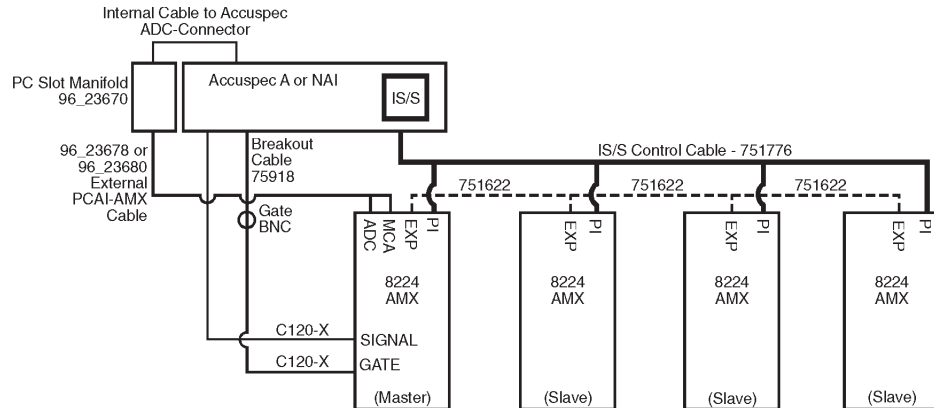 Internal Cable to Accuspec
ADC-Connector
PC Slot Manifold
96_23670
Accuspec A or NAI
IS/S
96_23678 or
96_23680
External
PCAI-AMX
Cable
Breakout
Cable
75918
Gate
BNC
IS/S Control Cable - 751776
751622
751622
751622
ADC
MCA
EXP
PI
EXP
PI
EXP
PI
EXP
PI
8224
AMX
8224
AMX
8224
AMX
8224
AMX
C120-X
SIGNAL
C120-X
GATE
(Master)
(Slave)
(Slave)
(Slave)